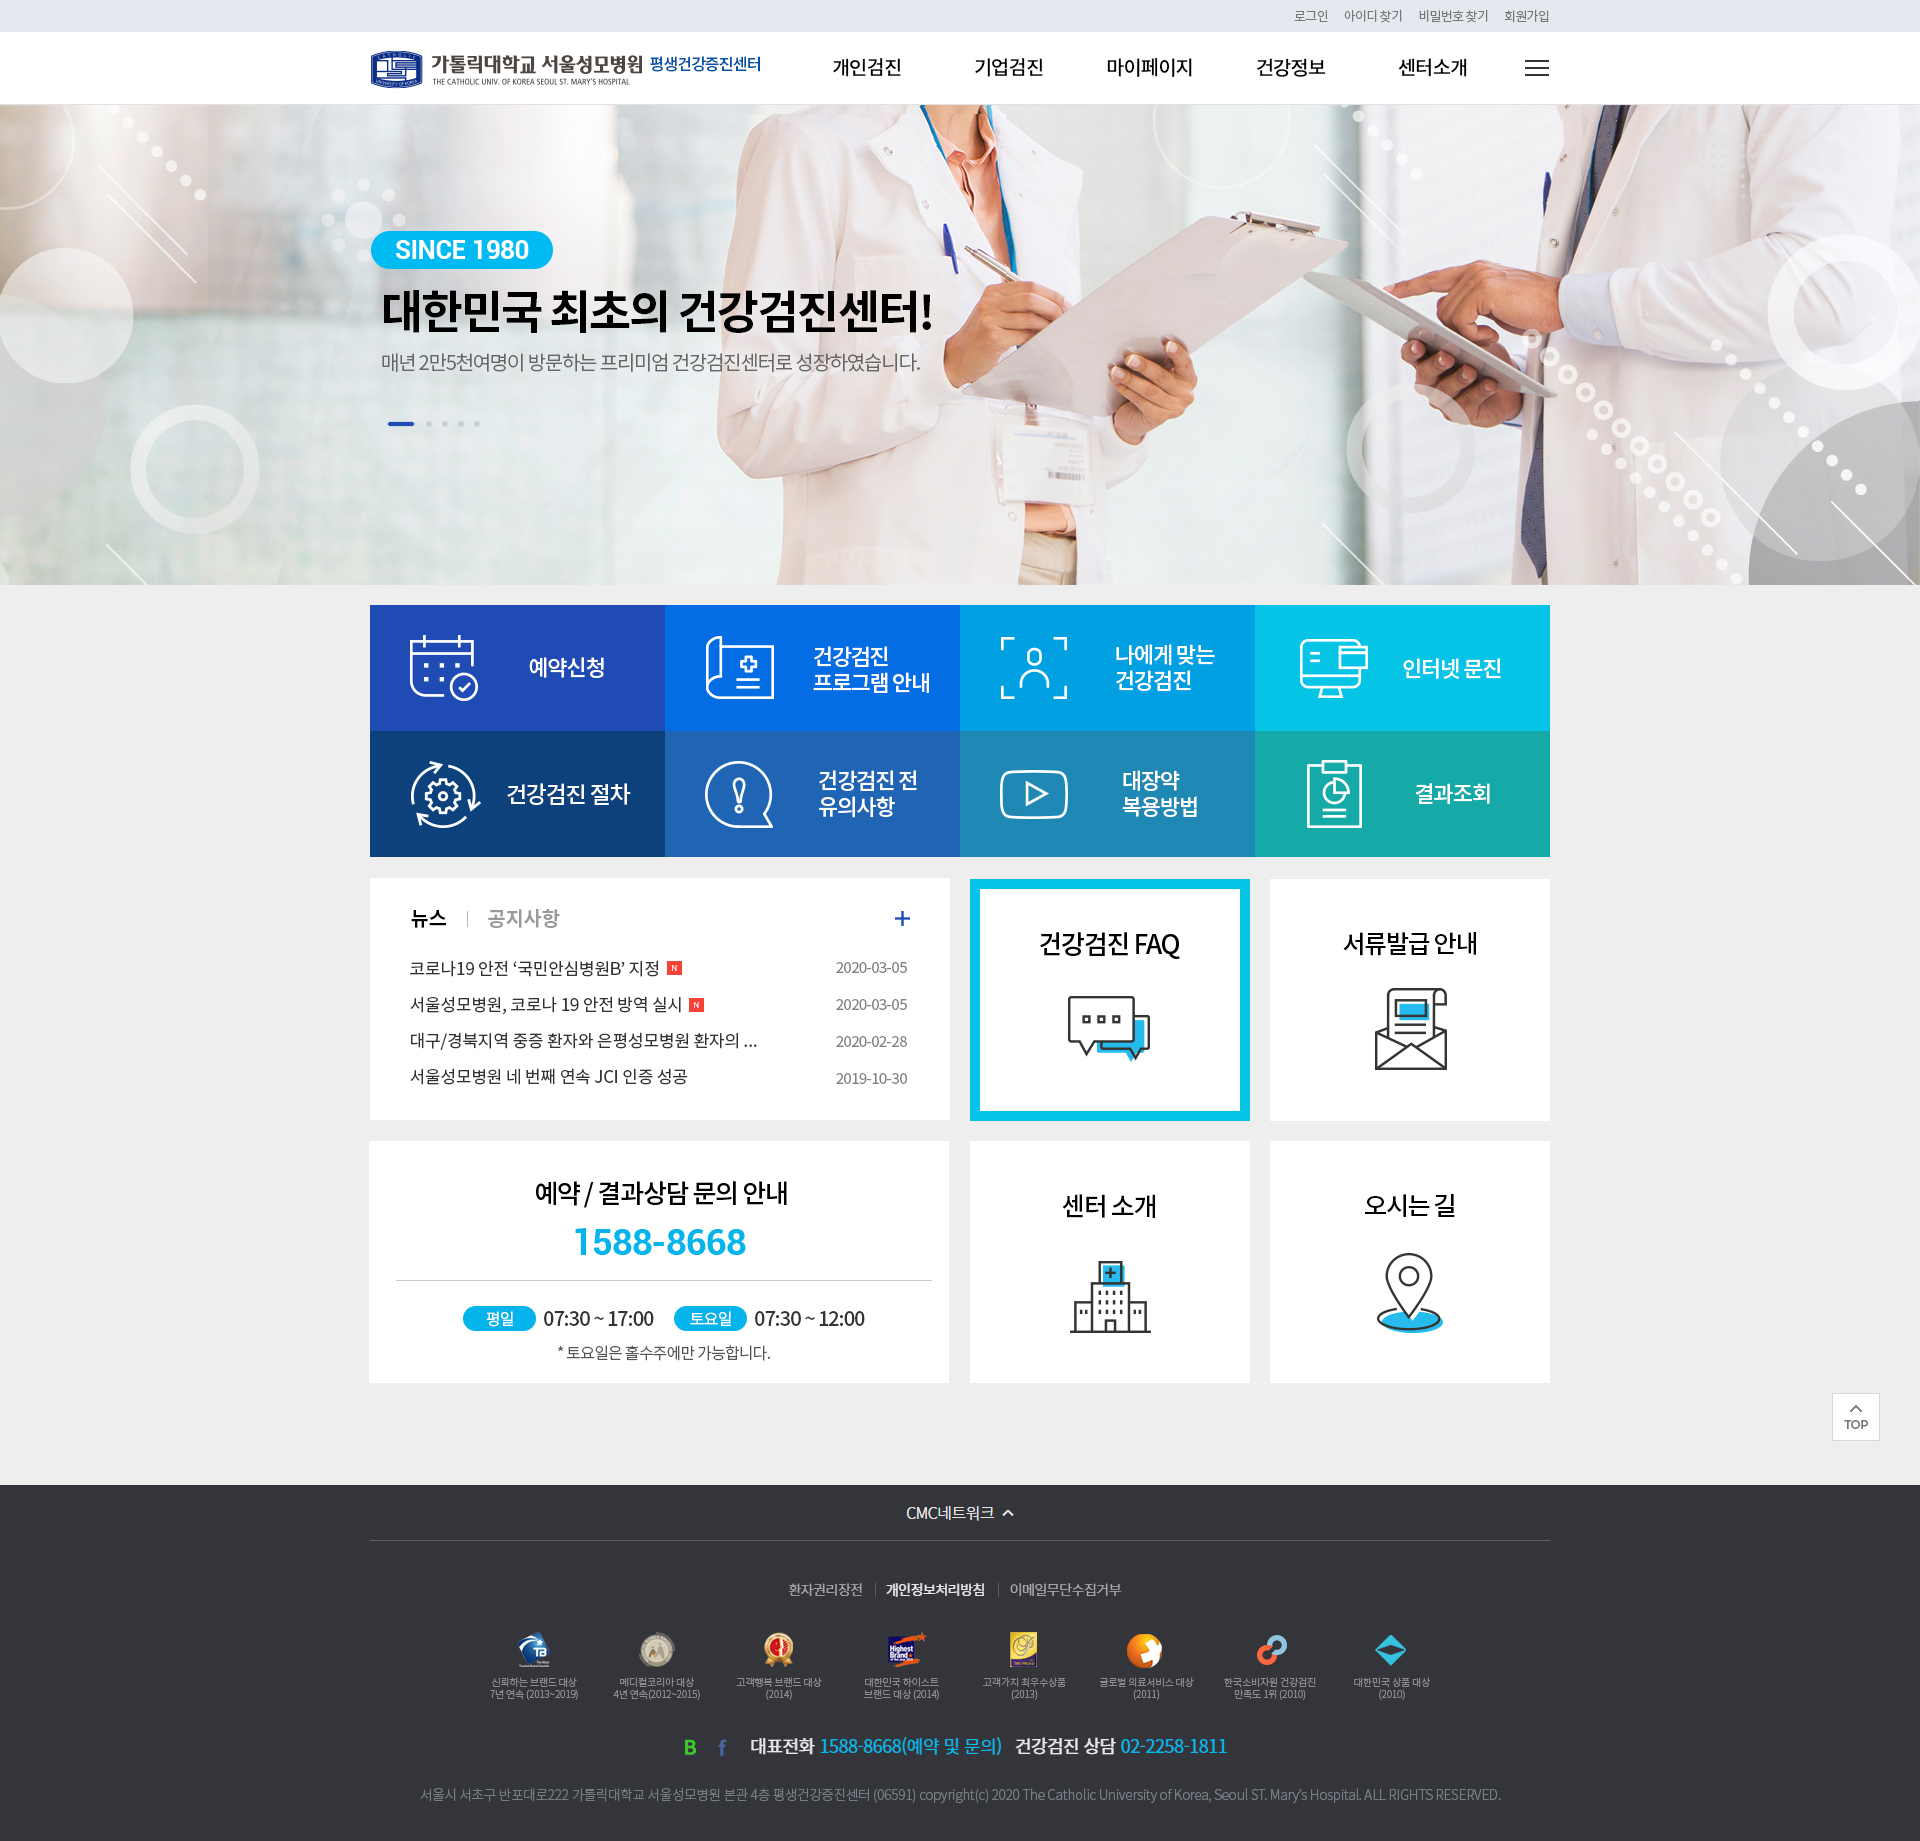 로그인 아이디 찾기 비밀번호 찾기 회원가입
가톨릭대학교 서울성모병원 평생건강증진센터
THE CATHOLIC UNIV. OF KOREA SEOUL ST. MARY'S HOSPITAL
개인검진 기업검진 마이페이지 건강정보 센터소개
SINCE 1980
대한민국 최초의 건강검진센터!
매년 2만5천여명이 방문하는 프리미엄 건강검진센터로 성장하였습니다.
예약신청
건강검진
프로그램 안내
나에게 맞는
건강검진
인터넷 문진
건강검진 절차
건강검진 전
유의사항
대장약
복용방법
결과조회
뉴스 공지사항
코로나19 안전 ‘국민안심병원B’ 지정 N 2020-03-05
서울성모병원, 코로나 19 안전 방역 실시 N 2020-03-05
대구/경북지역 중증 환자와 은평성모병원 환자의 ... 2020-02-28
서울성모병원 네 번째 연속 JCI 인증 성공 2019-10-30
건강검진 FAQ
서류발급 안내
예약 / 결과상담 문의 안내
1588-8668
평일 07:30 ~ 17:00 토요일 07:30 ~ 12:00
* 토요일은 홀수주에만 가능합니다.
센터 소개
오시는 길
TOP
CMC네트워크
환자권리장전 개인정보처리방침 이메일무단수집거부
TB
Highest
Brand
신뢰하는 브랜드 대상
7년 연속 (2013~2019)
메디컬코리아 대상
4년 연속(2012~2015)
고객행복 브랜드 대상
(2014)
대한민국 하이스트
브랜드 대상 (2014)
고객가치 최우수상품
(2013)
글로벌 의료서비스 대상
(2011)
한국소비자원 건강검진
만족도 1위 (2010)
대한민국 상품 대상
(2010)
B f 대표전화 1588-8668(예약 및 문의) 건강검진 상담 02-2258-1811
서울시 서초구 반포대로222 가톨릭대학교 서울성모병원 본관 4층 평생건강증진센터 (06591) copyright(c) 2020 The Catholic University of Korea, Seoul ST. Mary's Hospital. ALL RIGHTS RESERVED.